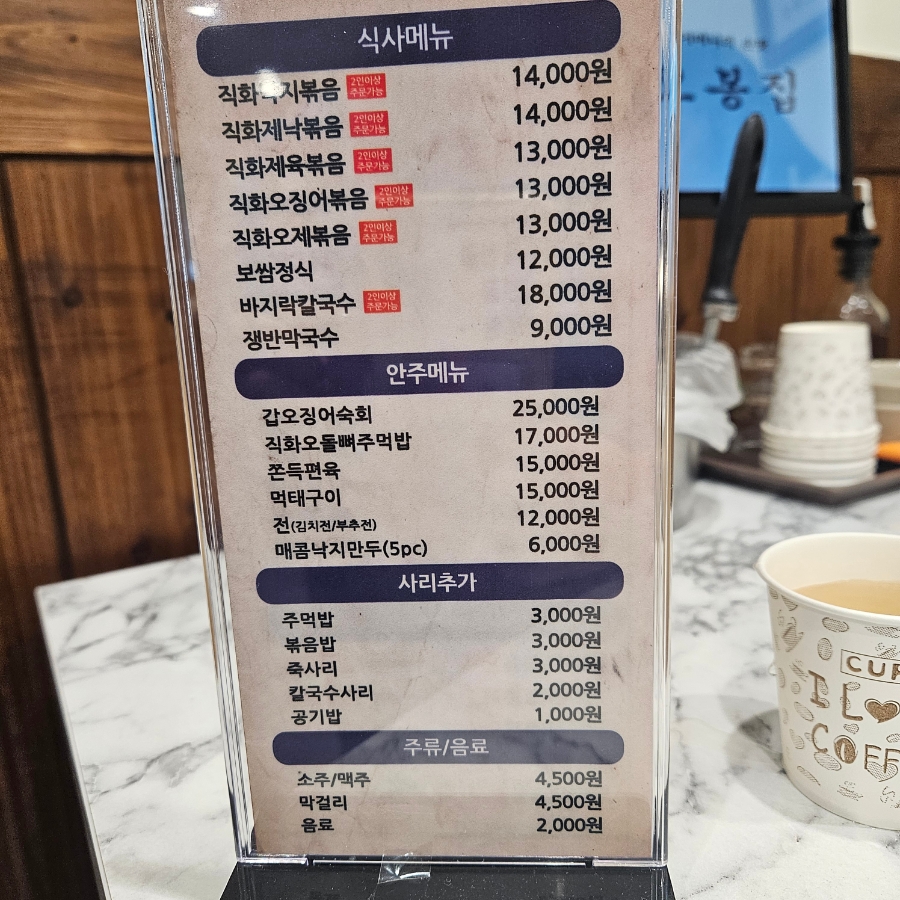 식사메뉴
직화낙지볶음 2인이상 주문가능 14,000원
직화제낙볶음 2인이상 주문가능 14,000원
직화제육볶음 2인이상 주문가능 13,000원
직화오징어볶음 2인이상 주문가능 13,000원
직화오제볶음 2인이상 주문가능 13,000원
보쌈정식 12,000원
바지락칼국수 2인이상 주문가능 18,000원
쟁반막국수 9,000원
안주메뉴
갑오징어숙회 25,000원
직화오돌뼈주먹밥 17,000원
쫀득편육 15,000원
먹태구이 15,000원
전(김치전/부추전) 12,000원
매콤낙지만두(5pc) 6,000원
사리추가
주먹밥 3,000원
볶음밥 3,000원
죽사리 3,000원
칼국수사리 2,000원
공기밥 1,000원
주류/음료
소주/맥주 4,500원
막걸리 4,500원
음료 2,000원
봉집
I L
COFF